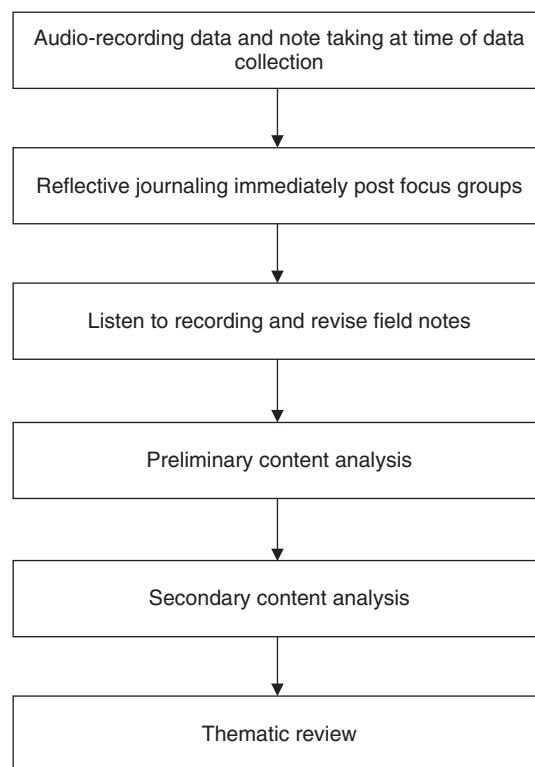 Audio-recording data and note taking at time of data
collection
Reflective journaling immediately post focus groups
Listen to recording and revise field notes
Preliminary content analysis
Secondary content analysis
Thematic review